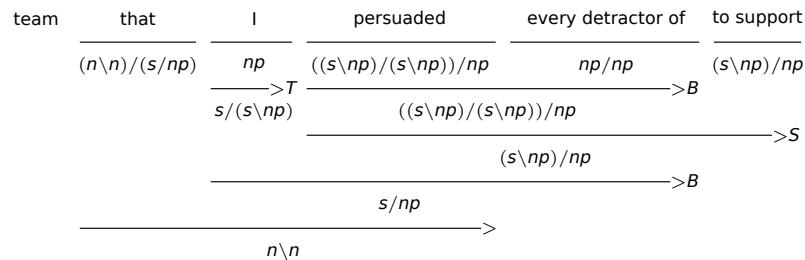 team that I persuaded every detractor of to support
(n\n)/(s/np) np ((s\np)/(s\np))/np np/np (s\np)/np
>T >B
s/(s\np) ((s\np)/(s\np))/np
>S
(s\np)/np
>B
s/np
>
n\n